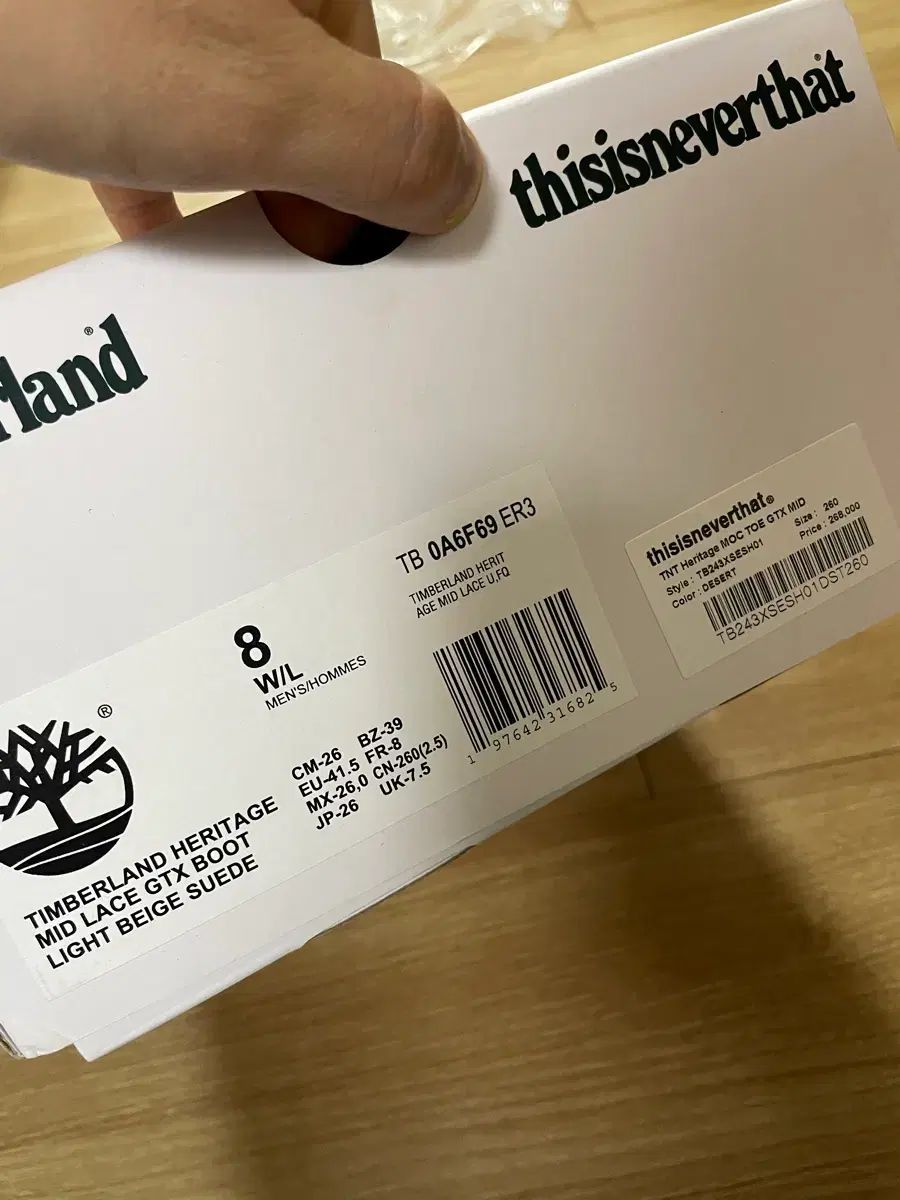 thisisneverthat®
rland®
TB 0A6F69 ER3
TIMBERLAND HERIT
AGE MID LACE U.FQ
8
W/L
MEN'S/HOMMES
CM-26 BZ-39
EU-41.5 FR-8
MX-26,0 CN-260(2.5)
JP-26 UK-7.5
1 97642 31682 5
®
TIMBERLAND HERITAGE
MID LACE GTX BOOT
LIGHT BEIGE SUEDE
thisisneverthat®
TNT Heritage MOC TOE GTX MID
Style : TB243XSESH01 Size : 260
Color : DESERT Price : 268,000
TB243XSESH01DST260